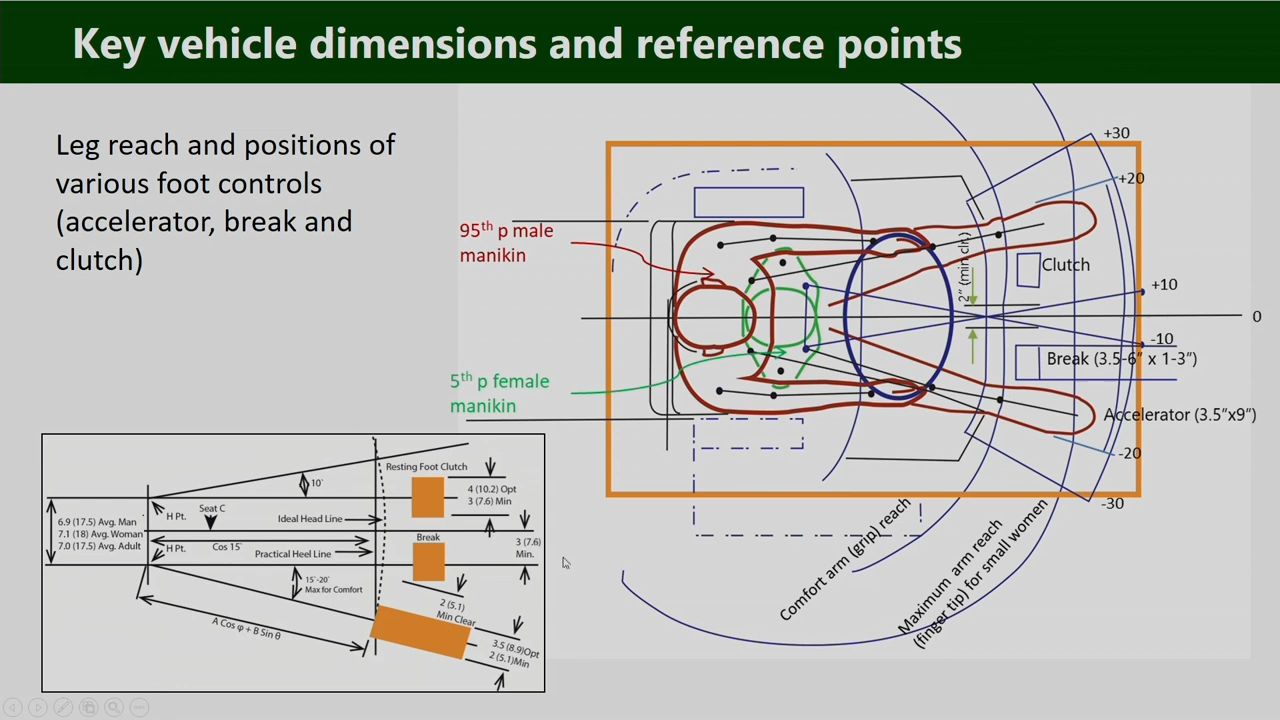 Key vehicle dimensions and reference points
Leg reach and positions of
various foot controls
(accelerator, break and
clutch)
95th p male
manikin
5th p female
manikin
+30
+20
2” (min clr.)
Clutch
+10
0
-10
Break (3.5-6” x 1-3”)
Accelerator (3.5”x9”)
-20
-30
Comfort arm (grip) reach
Maximum arm reach
(finger tip) for small women
Resting Foot Clutch
10'
4 (10.2) Opt
3 (7.6) Min
H Pt.
Seat C
Ideal Head Line
6.9 (17.5) Avg. Man
7.1 (18) Avg. Woman
7.0 (17.5) Avg. Adult
Break
Cos 15'
3 (7.6)
Min.
H Pt.
Practical Heel Line
15'-20'
Max for Comfort
2 (5.1)
Min Clear
A Cos φ + B Sin θ
3.5 (8.9)Opt
2 (5.1)Min